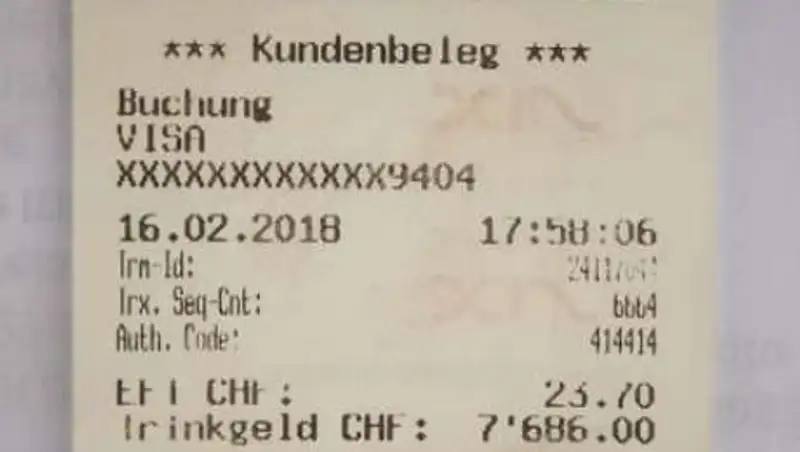 *** Kundenbeleg ***
Buchung
VISA
XXXXXXXXXXXX9404
16.02.2018 17:58:06
Trm-Id:
Trx. Seq-Cnt: 6664
Auth. Code: 414414
EFT CHF: 23.70
Trinkgeld CHF: 7'686.00